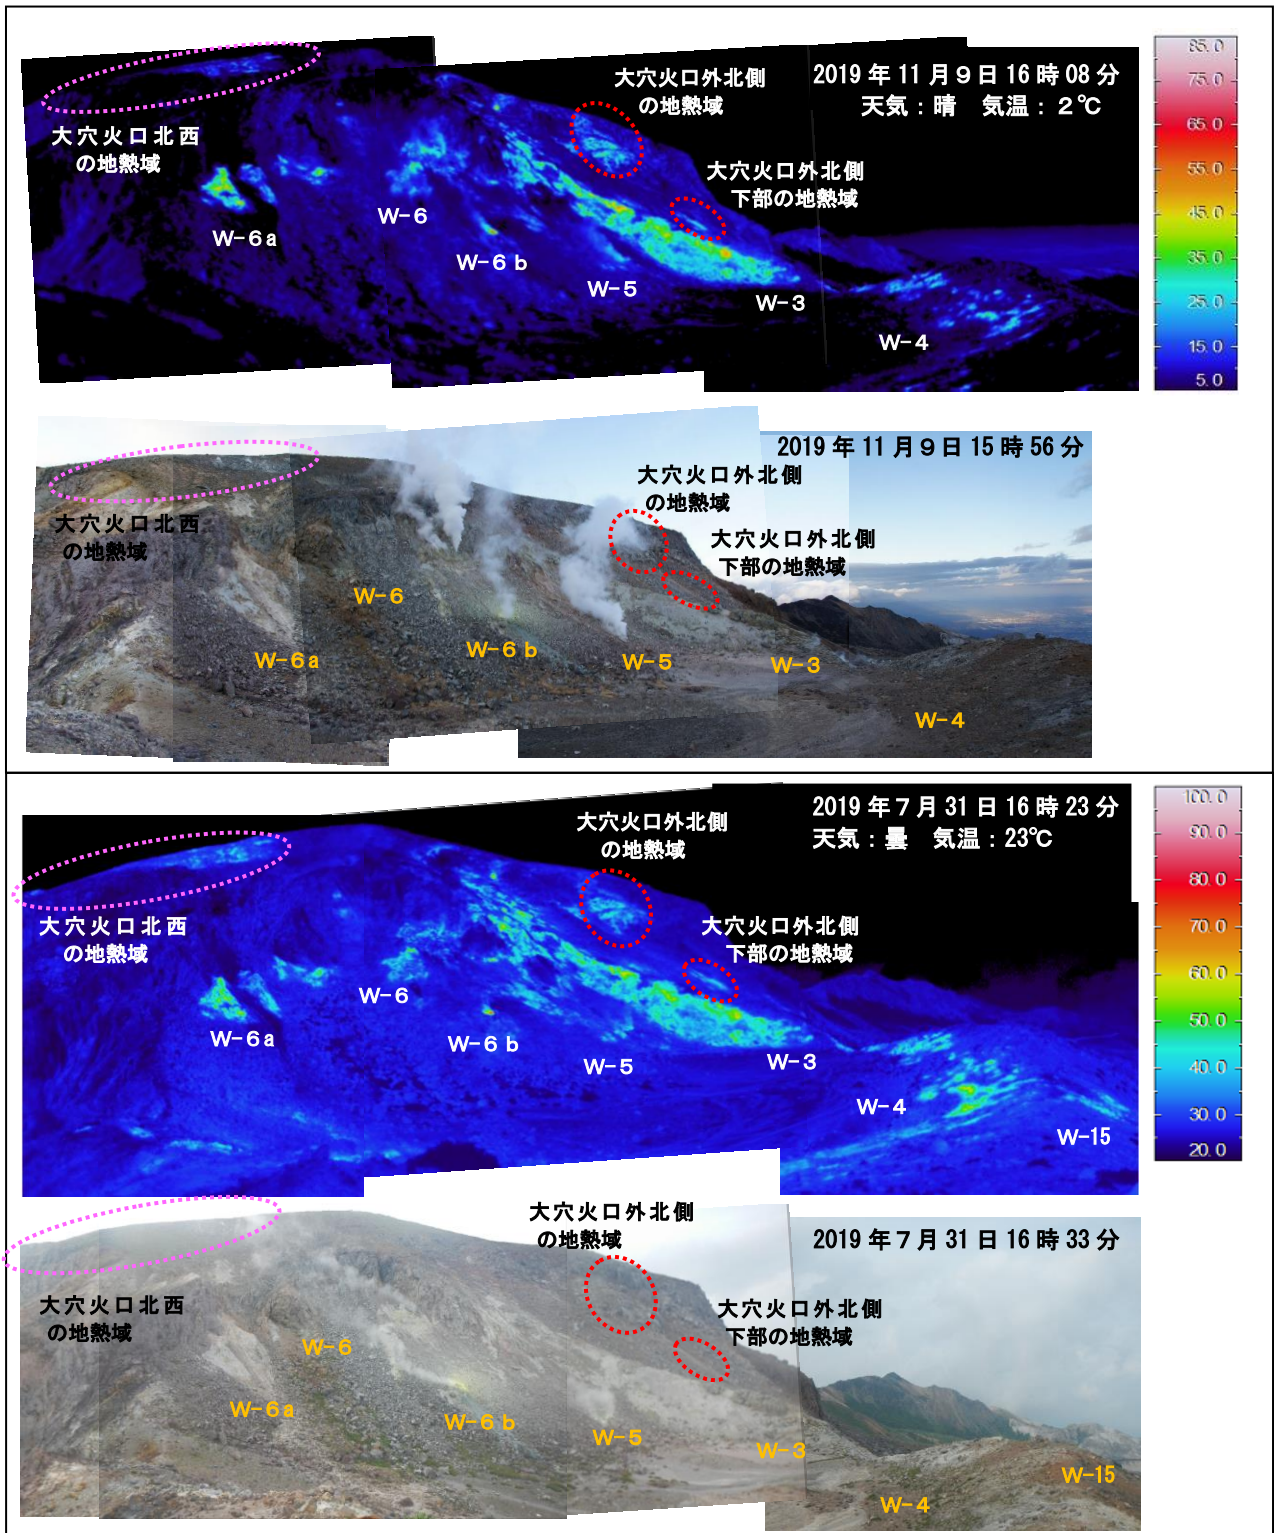 2019年11月9日16時08分
天気：晴　気温：2℃
大穴火口外北側
の地熱域
大穴火口北西
の地熱域
大穴火口外北側
下部の地熱域
W-6
W-6a
W-6b
W-5
W-3
W-4
85.0
75.0
65.0
55.0
45.0
35.0
25.0
15.0
5.0
2019年11月9日15時56分
大穴火口外北側
の地熱域
大穴火口北西
の地熱域
大穴火口外北側
下部の地熱域
W-6
W-6b
W-6a
W-5
W-3
W-4
2019年7月31日16時23分
天気：曇　気温：23℃
大穴火口外北側
の地熱域
大穴火口北西
の地熱域
大穴火口外北側
下部の地熱域
W-6
W-6a
W-6b
W-5
W-3
W-4
W-15
100.0
90.0
80.0
70.0
60.0
50.0
40.0
30.0
20.0
大穴火口外北側
の地熱域
2019年7月31日16時33分
大穴火口北西
の地熱域
大穴火口外北側
下部の地熱域
W-6
W-6a
W-6b
W-5
W-3
W-15
W-4